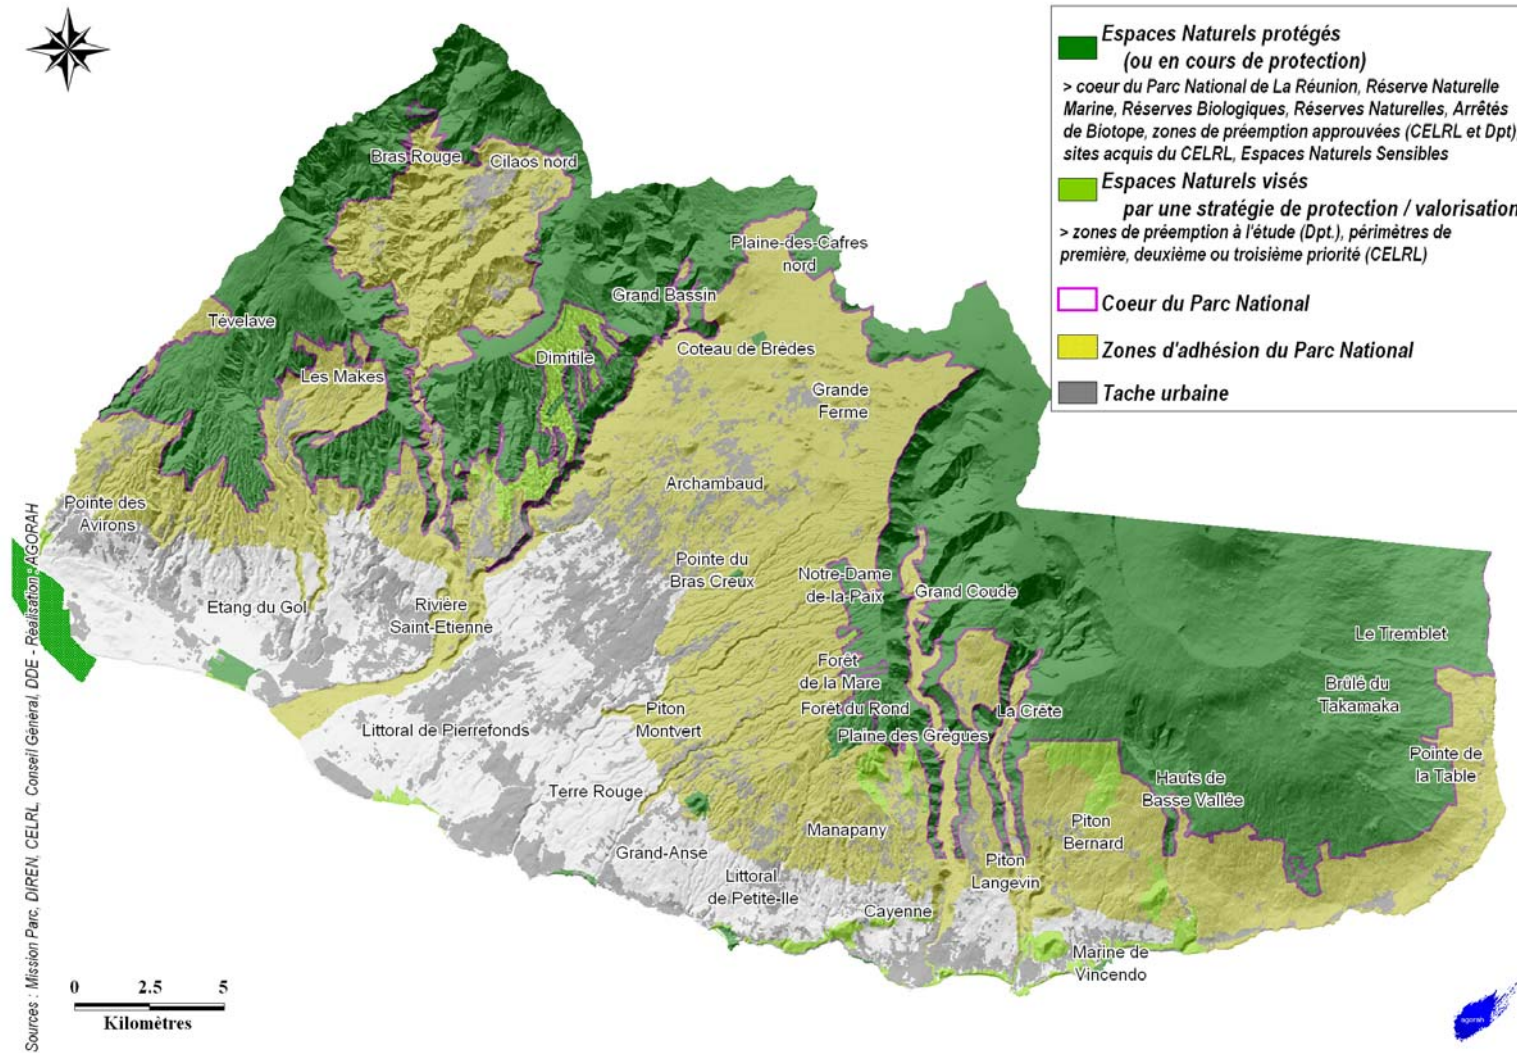 Espaces Naturels protégés
(ou en cours de protection)
> coeur du Parc National de La Réunion, Réserve Naturelle
Marine, Réserves Biologiques, Réserves Naturelles, Arrêtés
de Biotope, zones de préemption approuvées (CELRL et Dpt),
sites acquis du CELRL, Espaces Naturels Sensibles
Espaces Naturels visés
par une stratégie de protection / valorisation
> zones de préemption à l'étude (Dpt.), périmètres de
première, deuxième ou troisième priorité (CELRL)
Coeur du Parc National
Zones d'adhésion du Parc National
Tache urbaine
Bras Rouge
Cilaos nord
Plaine-des-Cafres
nord
Grand Bassin
Tévelave
Dimitile
Coteau de Brèdes
Les Makes
Grande
Ferme
Archambaud
Pointe des
Avirons
Pointe du
Bras Creux
Notre-Dame
de-la-Paix
Grand Coude
Etang du Gol
Rivière
Saint-Etienne
Le Tremblet
Forêt
de la Mare
Brûlé du
Takamaka
Forêt du Rond
La Crête
Piton
Montvert
Littoral de Pierrefonds
Plaine des Grègues
Pointe de
la Table
Hauts de
Basse Vallée
Terre Rouge
Manapany
Piton
Bernard
Grand-Anse
Piton
Langevin
Littoral
de Petite-Ile
Cayenne
Marine de
Vincendo
0 2.5 5
Kilomètres
Sources : Mission Parc, DIREN, CELRL, Conseil Général, DDE - Réalisation : AGORAH
agorah